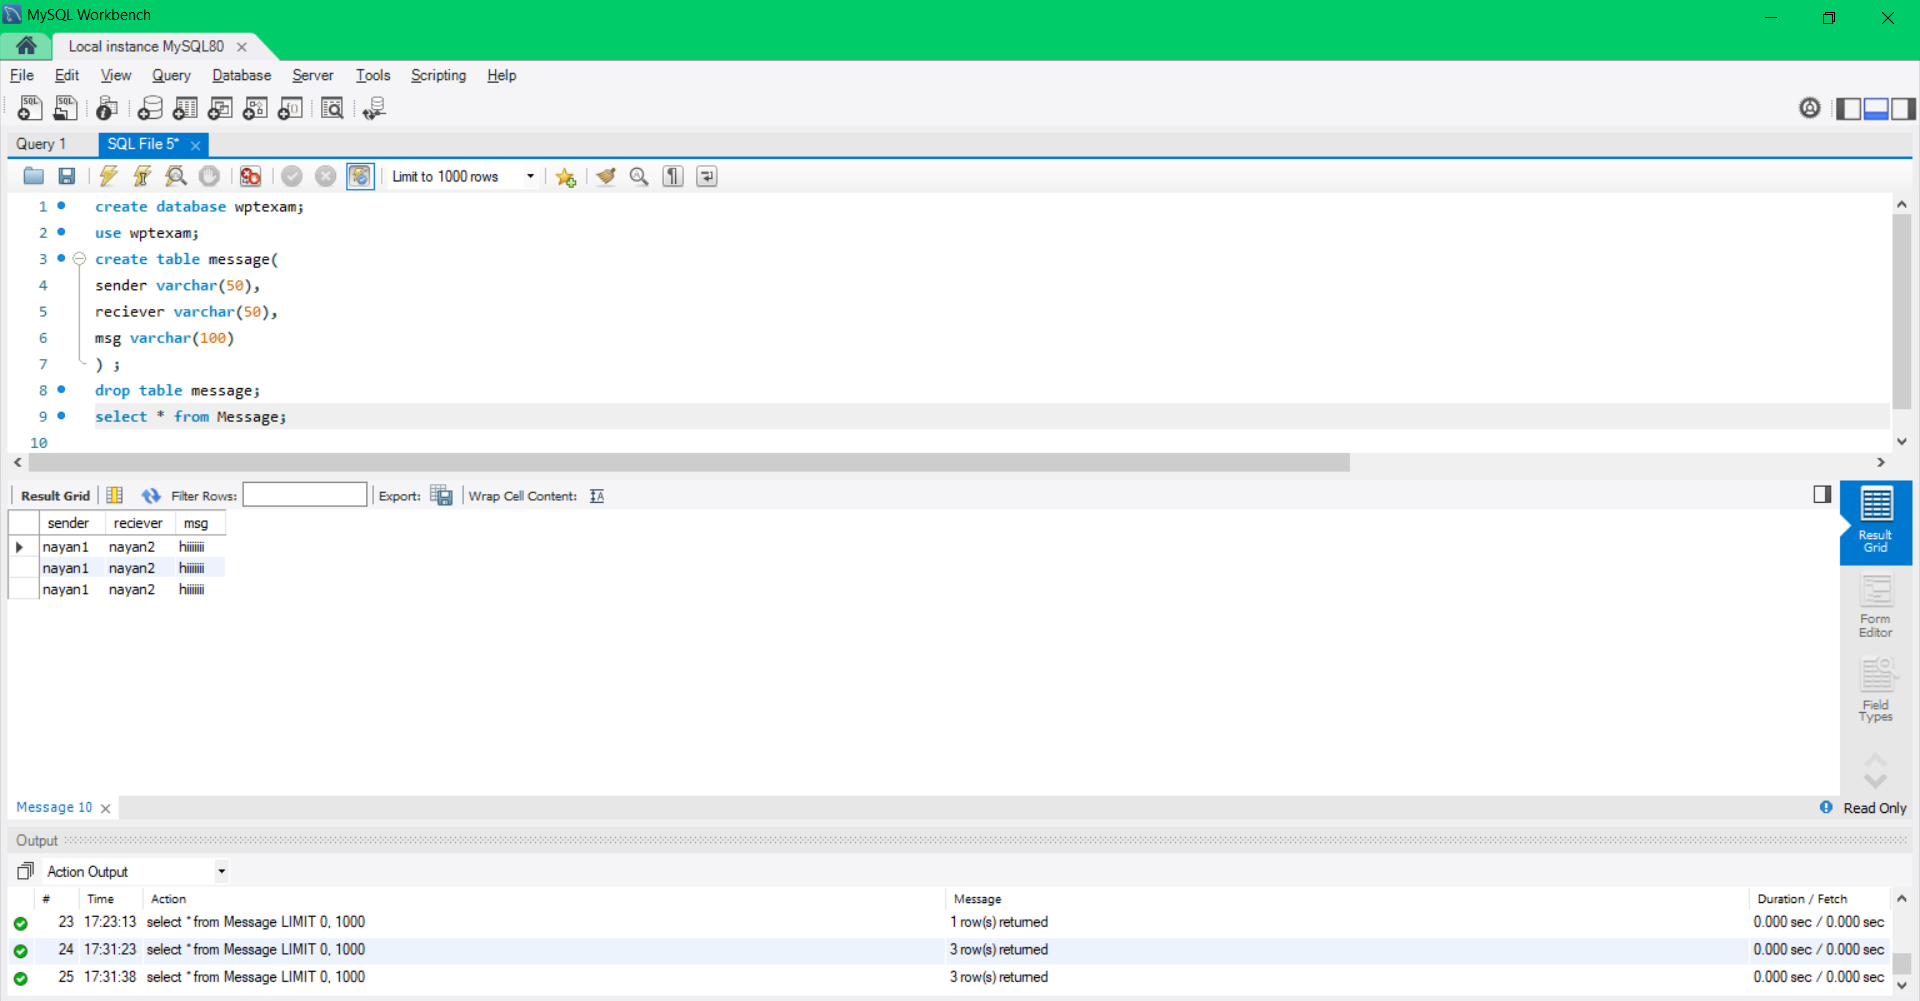 MySQL Workbench
Local instance MySQL80
File Edit View Query Database Server Tools Scripting Help
Query 1 SQL File 5*
Limit to 1000 rows
1 create database wptexam;
2 use wptexam;
3 create table message(
4 sender varchar(50),
5 reciever varchar(50),
6 msg varchar(100)
7 ) ;
8 drop table message;
9 select * from Message;
10
Result Grid Filter Rows: Export: Wrap Cell Content:
sender reciever msg
nayan1 nayan2 hiiiiiii
nayan1 nayan2 hiiiiiii
nayan1 nayan2 hiiiiiii
Result
Grid
Form
Editor
Field
Types
Message 10 Read Only
Output
Action Output
# Time Action Message Duration / Fetch
23 17:23:13 select * from Message LIMIT 0, 1000 1 row(s) returned 0.000 sec / 0.000 sec
24 17:31:23 select * from Message LIMIT 0, 1000 3 row(s) returned 0.000 sec / 0.000 sec
25 17:31:38 select * from Message LIMIT 0, 1000 3 row(s) returned 0.000 sec / 0.000 sec